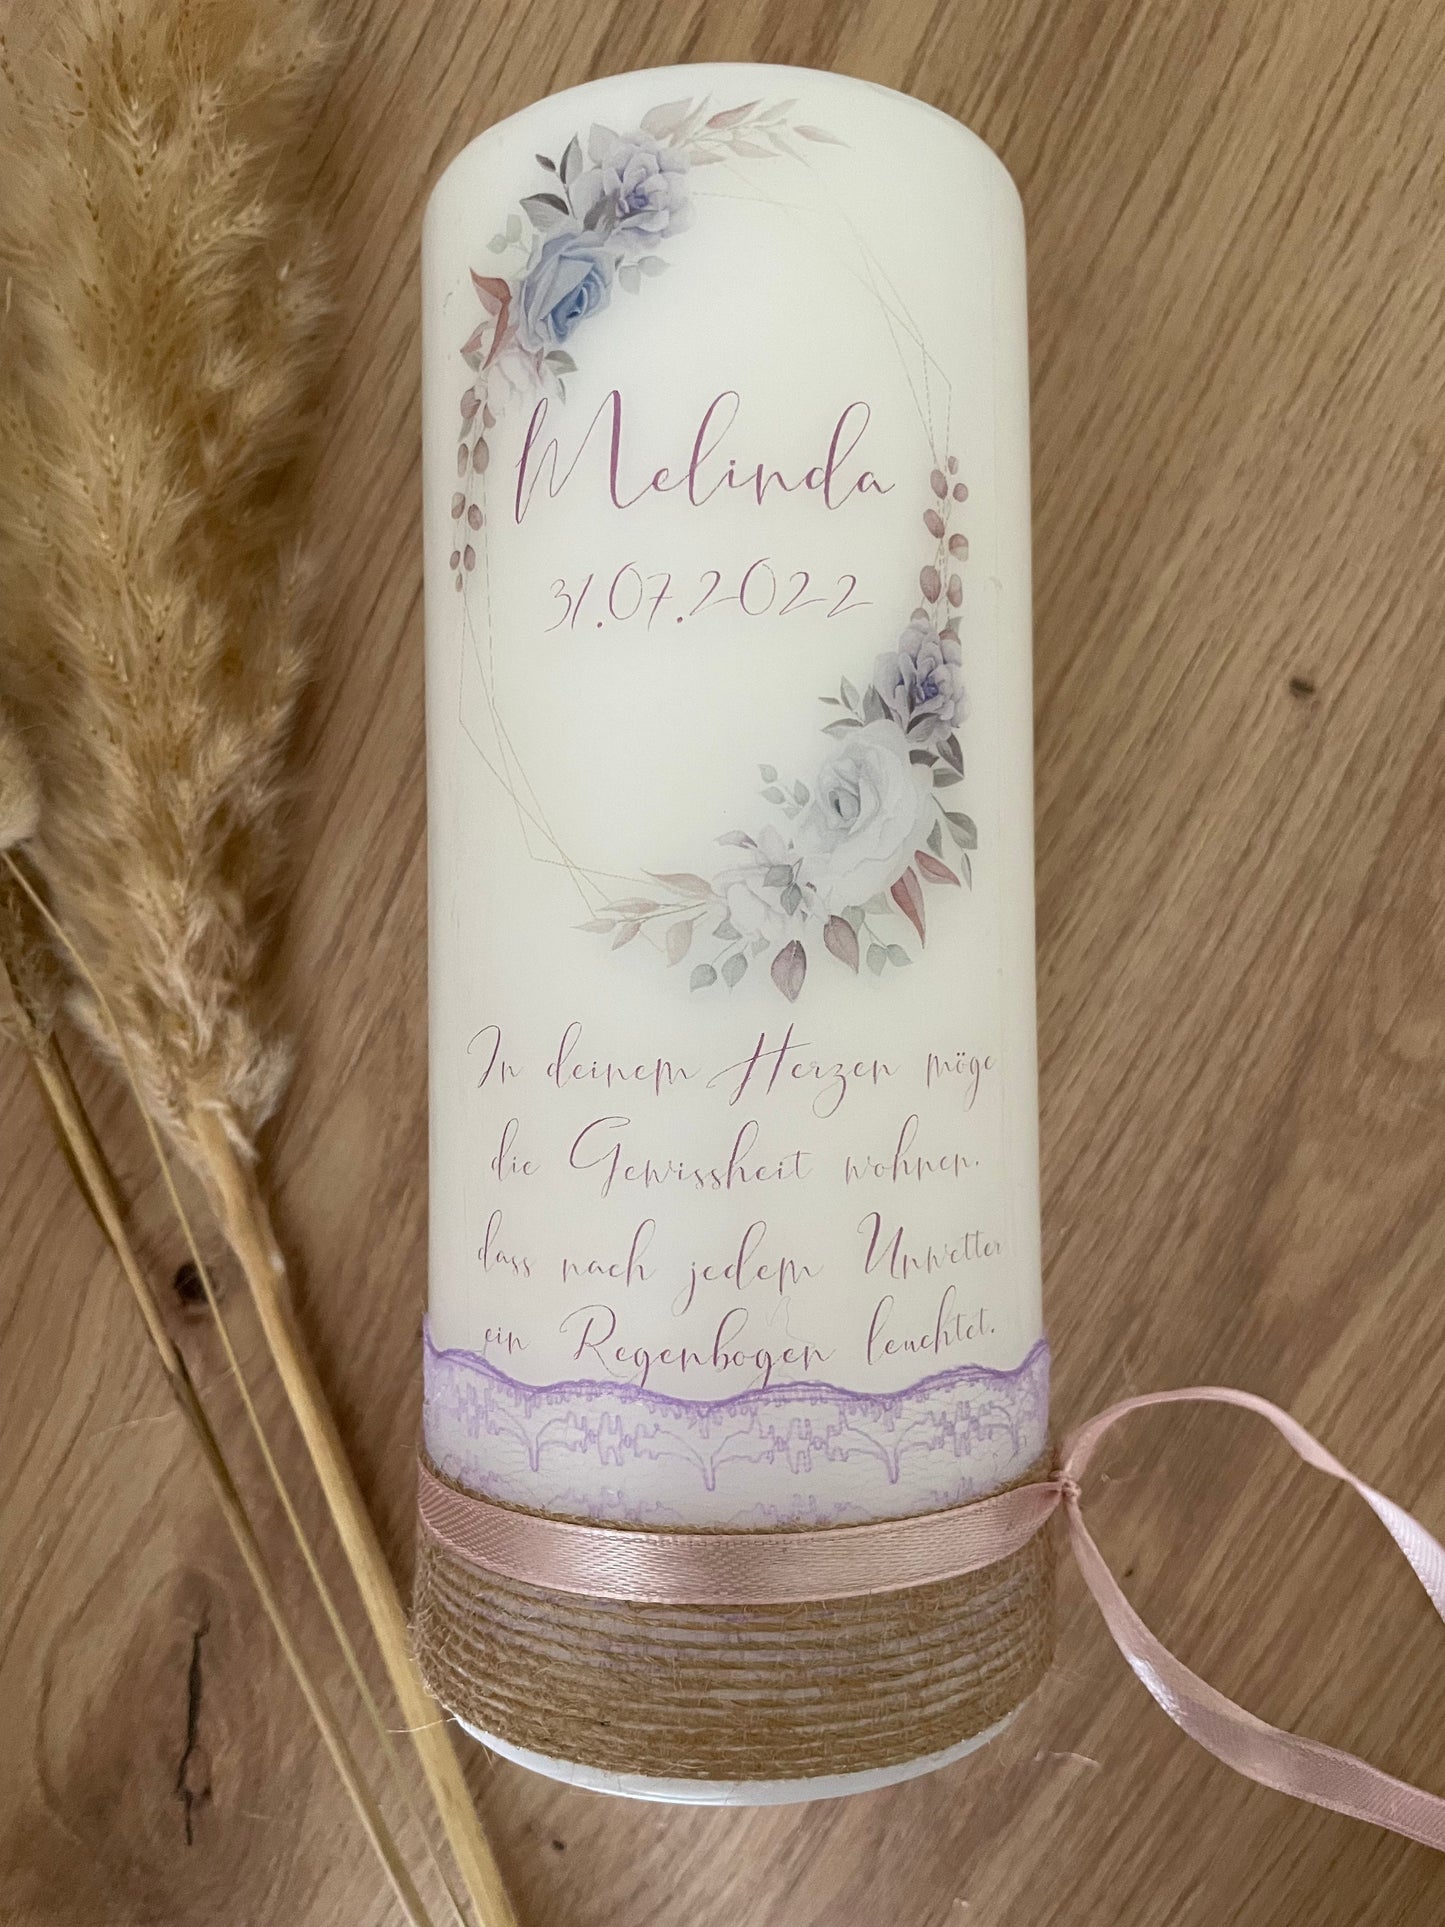 Melinda
31.07.2022
In deinem Herzen möge
die Gewissheit wohnen.
dass nach jedem Unwetter
ein Regenbogen leuchtet.